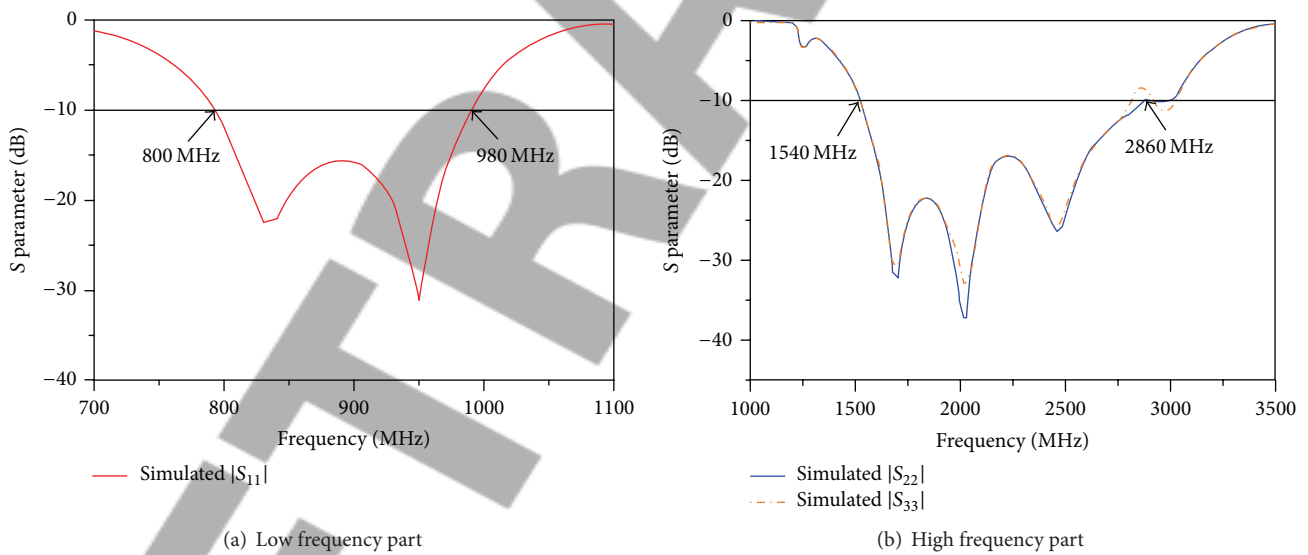 0
−10
−20
−30
−40
S parameter (dB)
800 MHz
980 MHz
700
800
900
1000
1100
Frequency (MHz)
Simulated |S11|
(a) Low frequency part
0
−10
−20
−30
−40
S parameter (dB)
1540 MHz
2860 MHz
1000
1500
2000
2500
3000
3500
Frequency (MHz)
Simulated |S22|
Simulated |S33|
(b) High frequency part